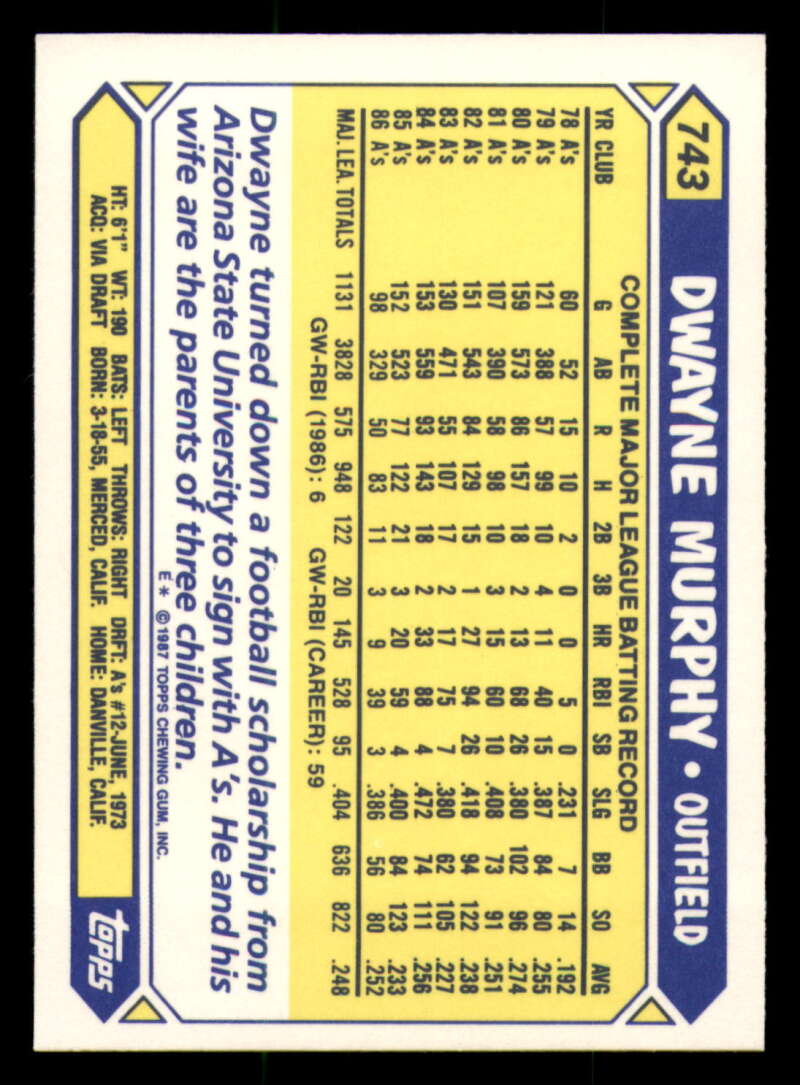 743 DWAYNE MURPHY • OUTFIELD
COMPLETE MAJOR LEAGUE BATTING RECORD
YR CLUB G AB R H 2B 3B HR RBI SB SLG BB SO AVG
78 A's 60 52 15 10 2 0 0 5 0 .231 7 14 .192
79 A's 121 388 57 99 10 4 11 40 15 .387 84 80 .255
80 A's 159 573 86 157 18 2 13 68 26 .380 102 96 .274
81 A's 107 390 58 98 10 3 15 60 10 .408 73 91 .251
82 A's 151 543 84 129 15 1 27 94 26 .418 94 122 .238
83 A's 130 471 55 107 17 2 17 75 7 .380 62 105 .227
84 A's 153 559 93 143 18 2 33 88 4 .472 74 111 .256
85 A's 152 523 77 122 21 3 20 59 4 .400 84 123 .233
86 A's 98 329 50 83 11 3 9 39 3 .386 56 80 .252
MAJ. LEA. TOTALS 1131 3828 575 948 122 20 145 528 95 .404 636 822 .248
GW-RBI (1986): 6 GW-RBI (CAREER): 59
Dwayne turned down a football scholarship from
Arizona State University to sign with A's. He and his
wife are the parents of three children.
E* © 1987 TOPPS CHEWING GUM, INC.
HT: 6'1" WT: 190 BATS: LEFT THROWS: RIGHT DRFT: A's #12-JUNE, 1973
ACQ: VIA DRAFT BORN: 3-18-55, MERCED, CALIF. HOME: DANVILLE, CALIF.
topps